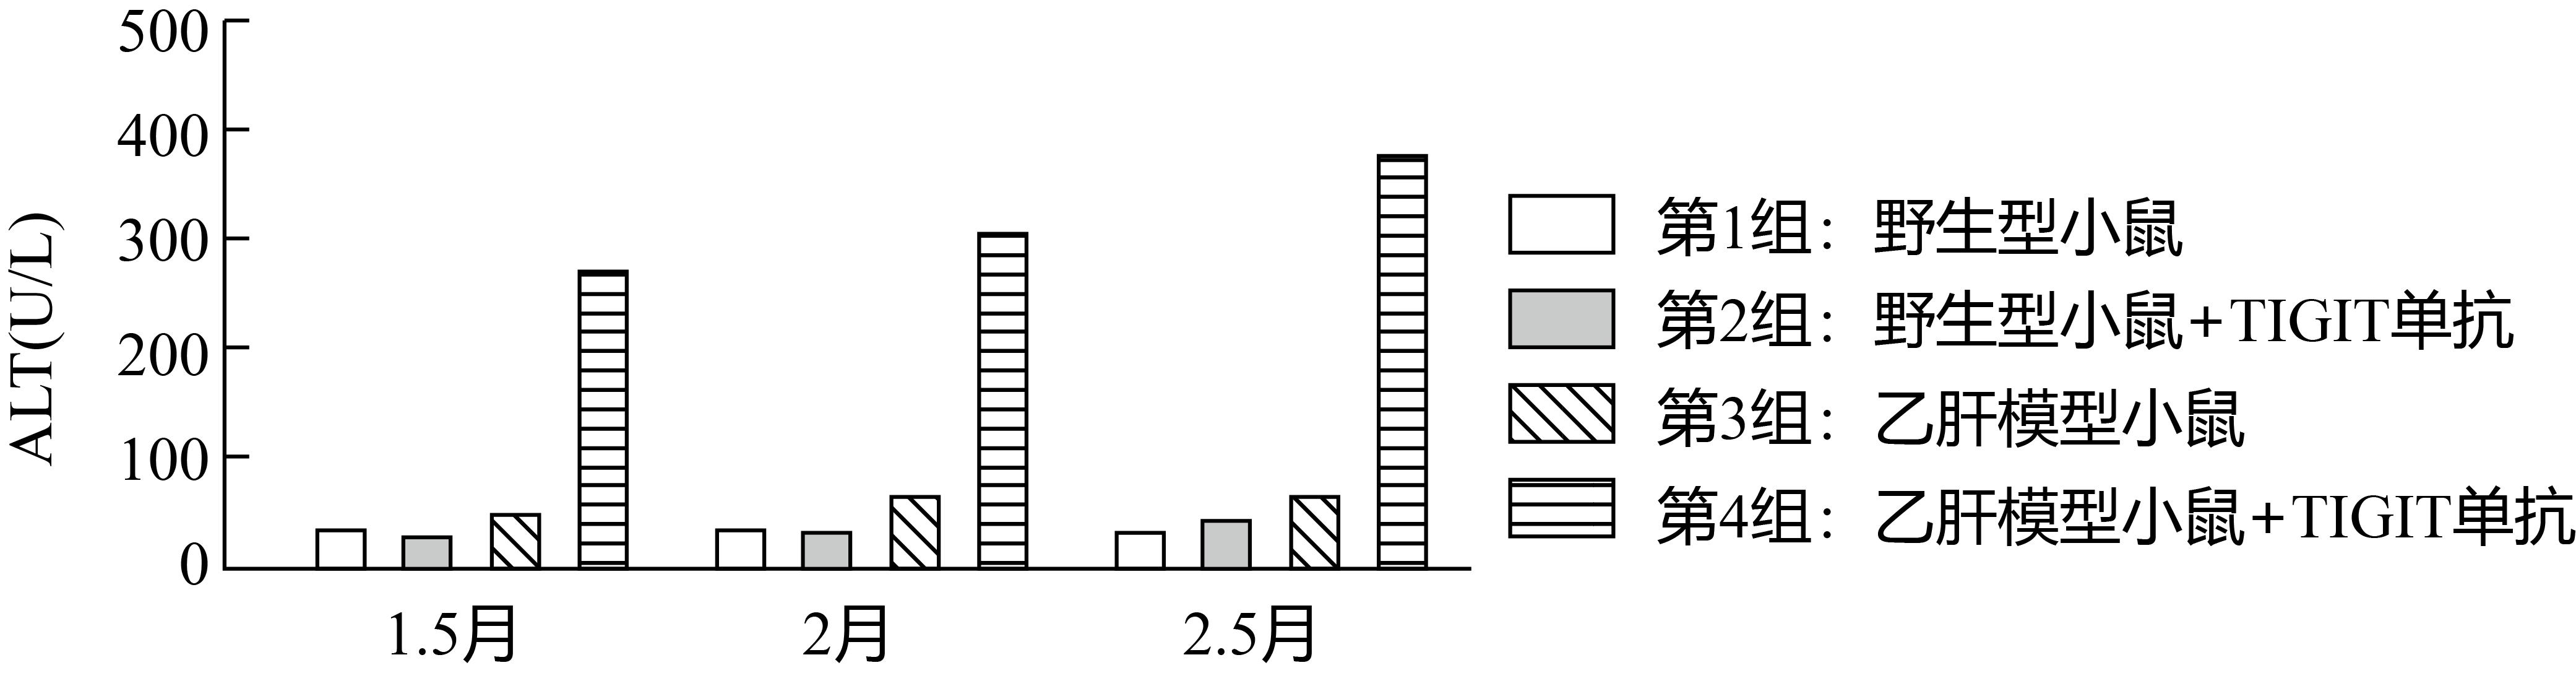 ALT(U/L)
500
400
300
200
100
0
1.5月
2月
2.5月
第1组：野生型小鼠
第2组：野生型小鼠+TIGIT单抗
第3组：乙肝模型小鼠
第4组：乙肝模型小鼠+TIGIT单抗